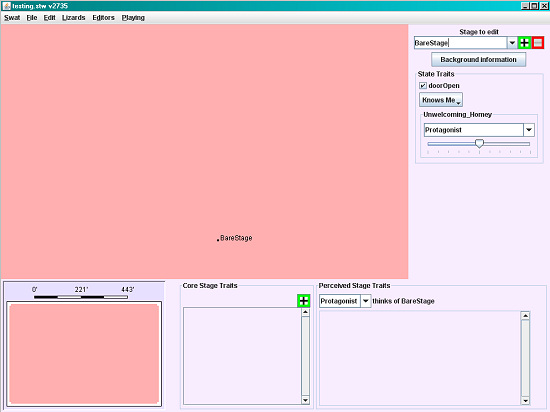 testing.stw v2735
Swat File Edit Lizards Editors Playing
Stage to edit
BareStage
Background information
State Traits
doorOpen
Knows Me
Unwelcoming_Homey
Protagonist
BareStage
0' 221' 443'
Core Stage Traits
Perceived Stage Traits
Protagonist thinks of BareStage